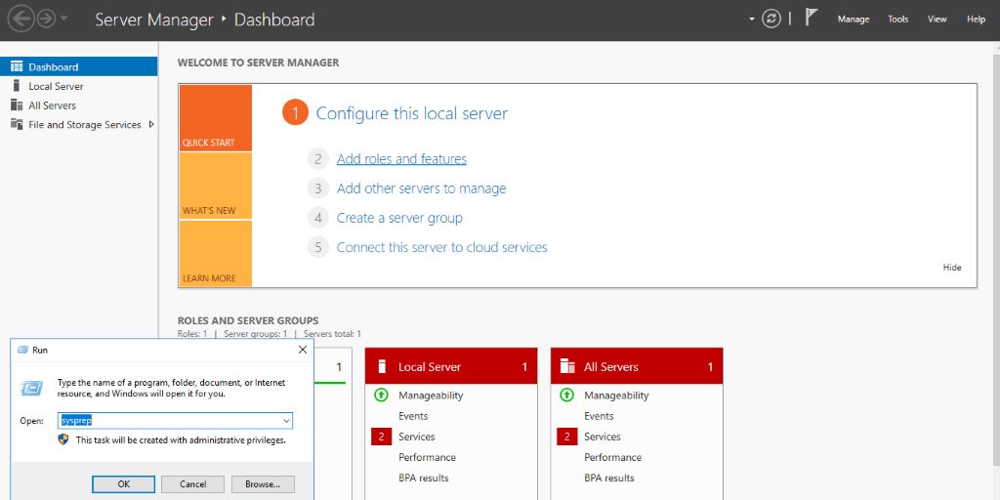 Server Manager ‣ Dashboard
Manage Tools View Help
Dashboard
Local Server
All Servers
File and Storage Services
WELCOME TO SERVER MANAGER
QUICK START
WHAT'S NEW
LEARN MORE
1 Configure this local server
2 Add roles and features
3 Add other servers to manage
4 Create a server group
5 Connect this server to cloud services
Hide
ROLES AND SERVER GROUPS
Roles: 1 | Server groups: 1 | Servers total: 1
1
Local Server 1
Manageability
Events
2 Services
Performance
BPA results
All Servers 1
Manageability
Events
2 Services
Performance
BPA results
Run
Type the name of a program, folder, document, or Internet
resource, and Windows will open it for you.
Open: sysprep
This task will be created with administrative privileges.
OK Cancel Browse...